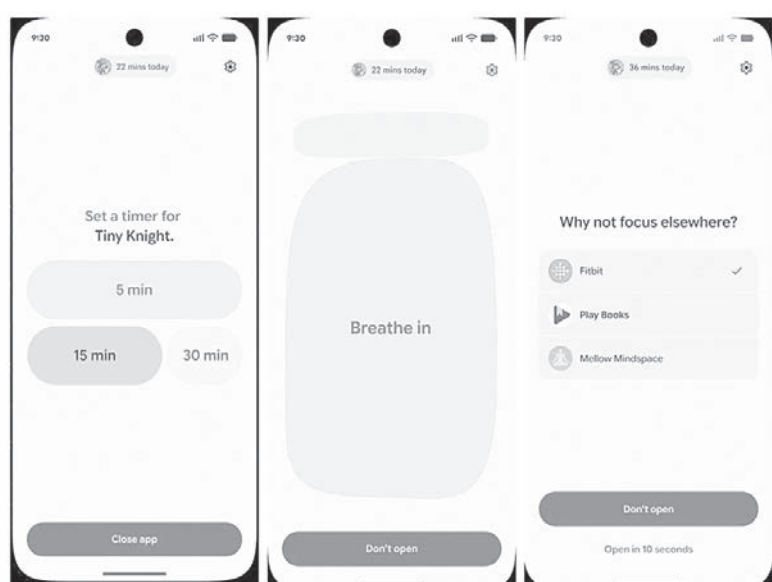 9:30
22 mins today
Set a timer for
Tiny Knight.
5 min
15 min
30 min
Close app
9:30
22 mins today
Breathe in
Don't open
9:30
36 mins today
Why not focus elsewhere?
Fitbit
Play Books
Mellow Mindspace
Don't open
Open in 10 seconds